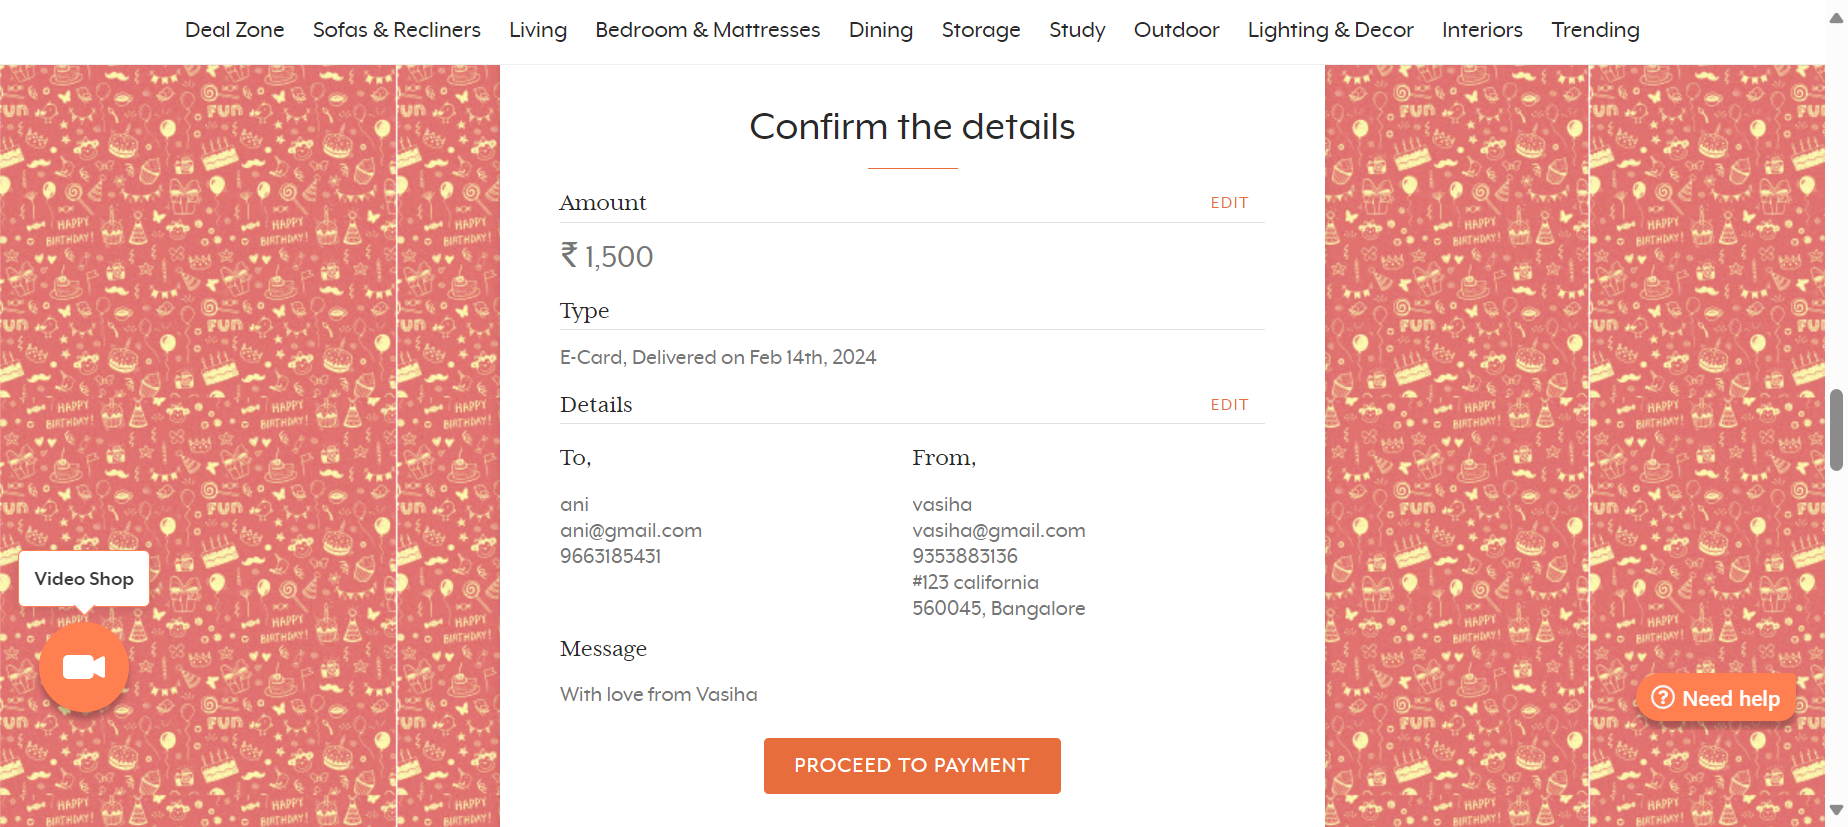 Deal Zone Sofas & Recliners Living Bedroom & Mattresses Dining Storage Study Outdoor Lighting & Decor Interiors Trending
Confirm the details
Amount EDIT
₹ 1,500
Type
E-Card, Delivered on Feb 14th, 2024
Details EDIT
To,
ani
ani@gmail.com
9663185431
From,
vasiha
vasiha@gmail.com
9353883136
#123 california
560045, Bangalore
Message
With love from Vasiha
PROCEED TO PAYMENT
Video Shop
Need help
FUN
HAPPY
BIRTHDAY!